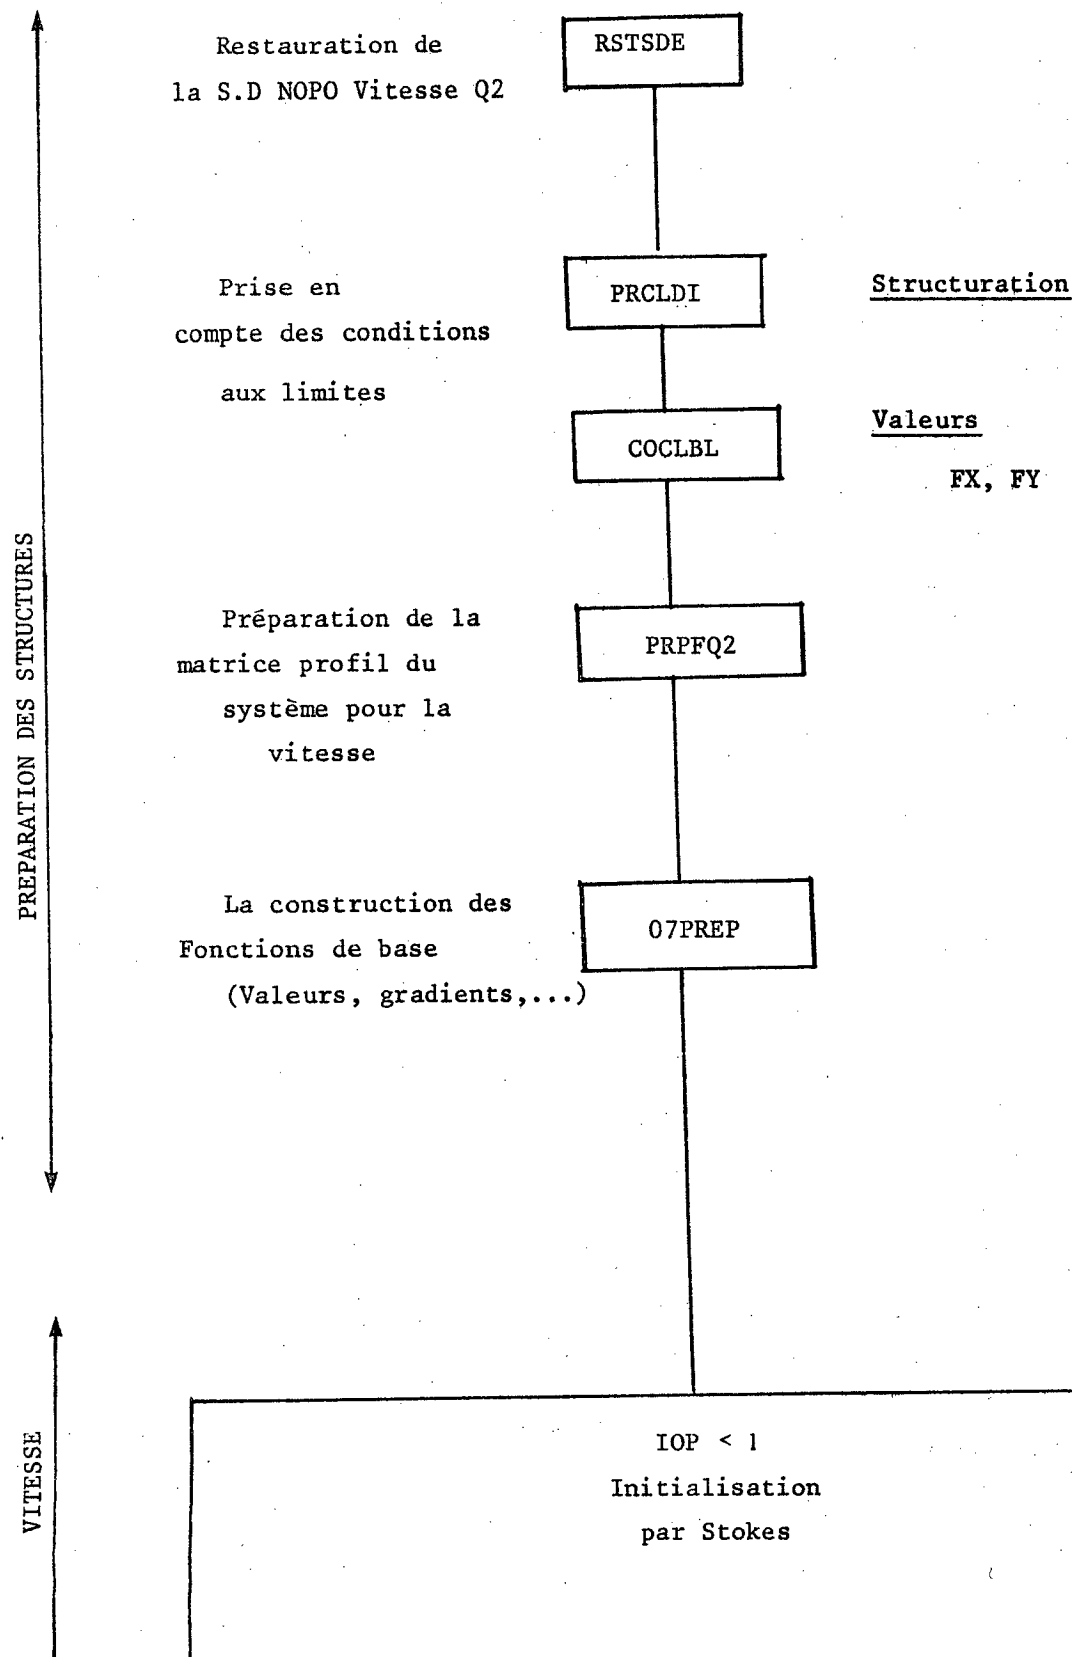 Restauration de
la S.D NOPO Vitesse Q2
RSTSDE
Prise en
compte des conditions
aux limites
PRCLDI
Structuration
COCLBL
Valeurs
FX, FY
PREPARATION DES STRUCTURES
Préparation de la
matrice profil du
système pour la
vitesse
PRPFQ2
La construction des
Fonctions de base
(Valeurs, gradients,...)
07PREP
VITESSE
IOP < 1
Initialisation
par Stokes